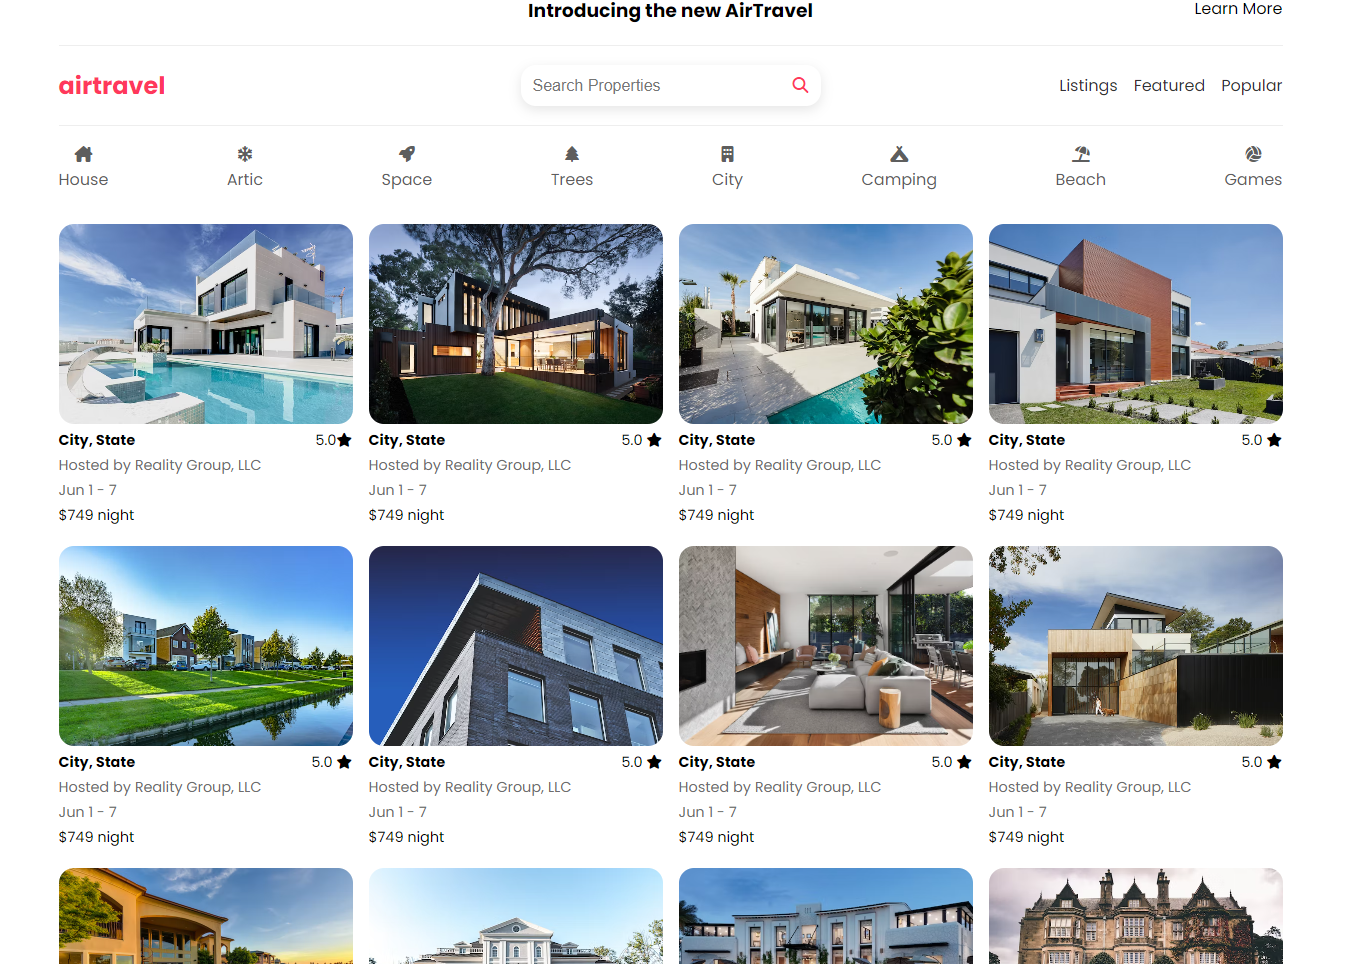 Introducing the new AirTravel
Learn More
airtravel
Search Properties
Listings Featured Popular
House Artic Space Trees City Camping Beach Games
City, State 5.0 City, State 5.0 City, State 5.0 City, State 5.0
Hosted by Reality Group, LLC Hosted by Reality Group, LLC Hosted by Reality Group, LLC Hosted by Reality Group, LLC
Jun 1 - 7 Jun 1 - 7 Jun 1 - 7 Jun 1 - 7
$749 night $749 night $749 night $749 night
City, State 5.0 City, State 5.0 City, State 5.0 City, State 5.0
Hosted by Reality Group, LLC Hosted by Reality Group, LLC Hosted by Reality Group, LLC Hosted by Reality Group, LLC
Jun 1 - 7 Jun 1 - 7 Jun 1 - 7 Jun 1 - 7
$749 night $749 night $749 night $749 night